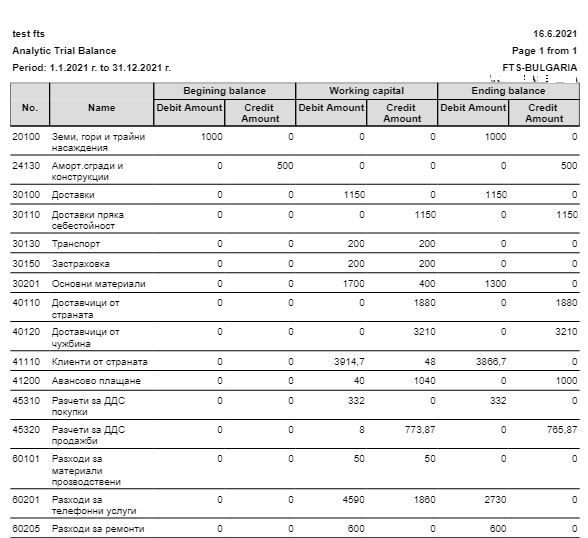 test fts 16.6.2021
Analytic Trial Balance Page 1 from 1
Period: 1.1.2021 г. to 31.12.2021 г. FTS-BULGARIA
Begining balance Working capital Ending balance
No. Name Debit Amount Credit Amount Debit Amount Credit Amount Debit Amount Credit Amount
20100 Земи, гори и трайни 1000 0 0 0 1000 0
насаждения
24130 Аморт.сгради и 0 500 0 0 0 500
конструкции
30100 Доставки 0 0 1150 0 1150 0
30110 Доставки пряка 0 0 0 1150 0 1150
себестойност
30130 Транспорт 0 0 200 200 0 0
30150 Застраховка 0 0 200 200 0 0
30201 Основни материали 0 0 1700 400 1300 0
40110 Доставчици от 0 0 0 1880 0 1880
страната
40120 Доставчици от 0 0 0 3210 0 3210
чужбина
41110 Клиенти от страната 0 0 3914,7 48 3866,7 0
41200 Авансово плащане 0 0 40 1040 0 1000
45310 Разчети за ДДС 0 0 332 0 332 0
покупки
45320 Разчети за ДДС 0 0 8 773,87 0 765,87
продажби
60101 Разходи за 0 0 50 50 0 0
материали
прозводствени
60201 Разходи за 0 0 4590 1860 2730 0
телефонни услуги
60205 Разходи за ремонти 0 0 600 0 600 0